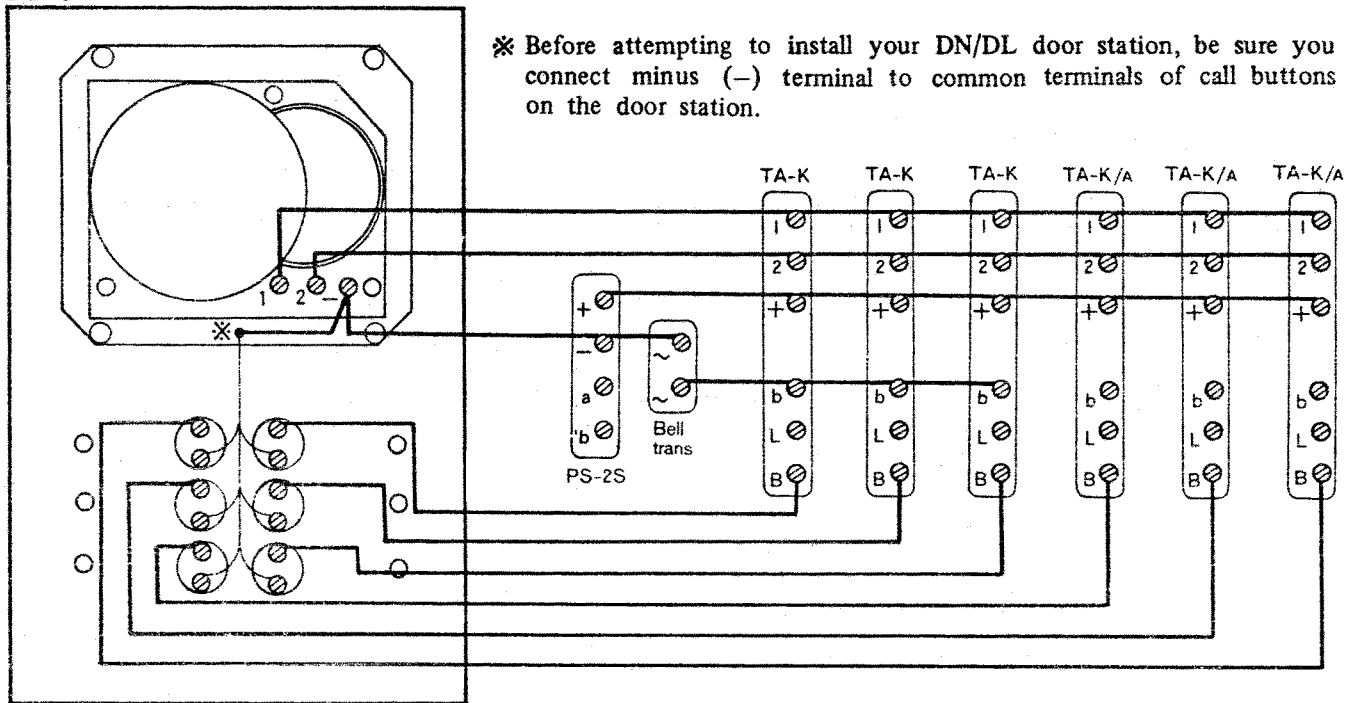 ※ Before attempting to install your DN/DL door station, be sure you
connect minus (−) terminal to common terminals of call buttons
on the door station.
TA-K TA-K TA-K TA-K/A TA-K/A TA-K/A
1 1 1 1 1 1
2 2 2 2 2 2
+ + + + + +
b b b b b b
L L L L L L
B B B B B B
1 2 −
※
+
−
a
b
PS-2S
~
~
Bell
trans